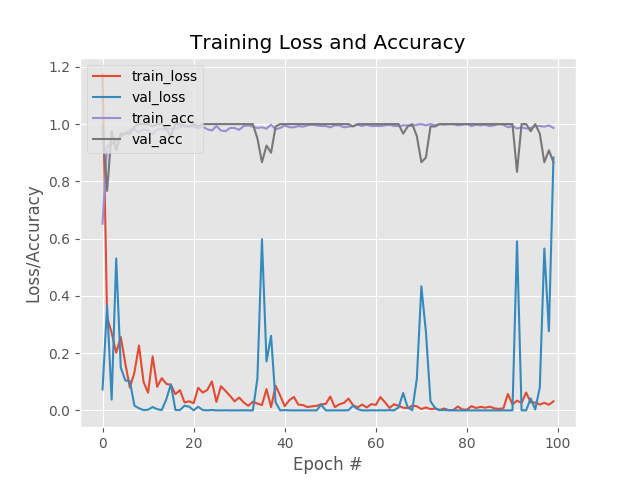 Training Loss and Accuracy
train_loss
val_loss
train_acc
val_acc
1.2
1.0
0.8
0.6
0.4
0.2
0.0
Loss/Accuracy
0 20 40 60 80 100
Epoch #